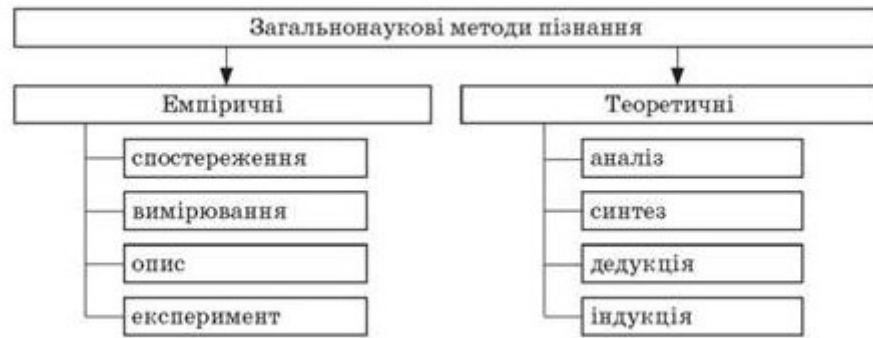 Загальнонаукові методи пізнання
Емпіричні
спостереження
вимірювання
опис
експеримент
Теоретичні
аналіз
синтез
дедукція
індукція